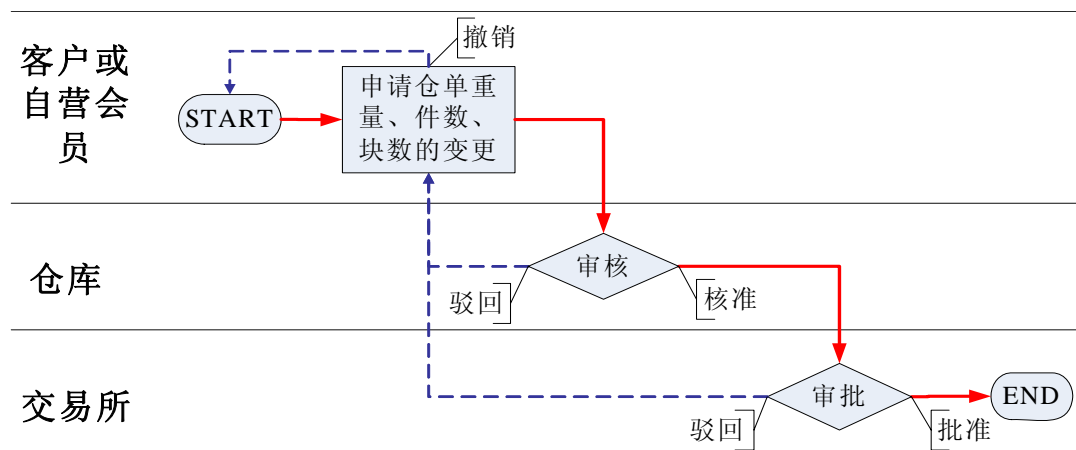 撤销
客户或
自营会
员
START
申请仓单重
量、件数、
块数的变更
仓库
审核
驳回
核准
交易所
审批
END
驳回
批准